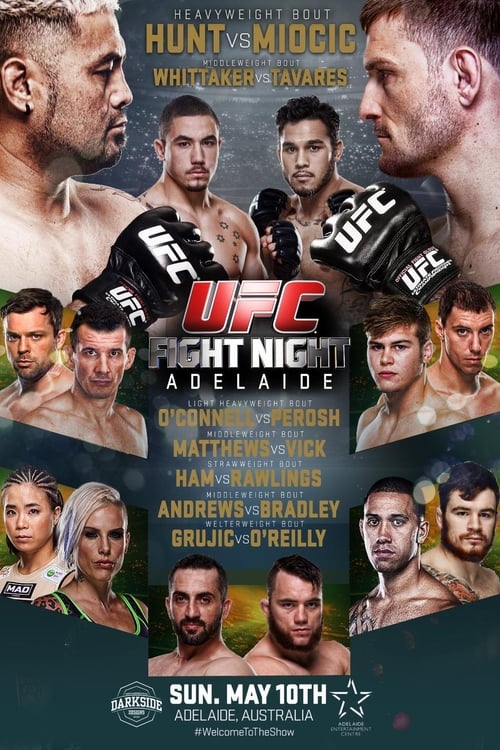 HEAVYWEIGHT BOUT
HUNT VS MIOCIC
MIDDLEWEIGHT BOUT
WHITTAKER VS. TAVARES
UFC
UFC
UFC
UFC
UFC
FIGHT NIGHT
ADELAIDE
LIGHT HEAVYWEIGHT BOUT
O'CONNELL VS PEROSH
MIDDLEWEIGHT BOUT
MATTHEWS VS VICK
STRAWWEIGHT BOUT
HAM VS RAWLINGS
MIDDLEWEIGHT BOUT
ANDREWS VS BRADLEY
WELTERWEIGHT BOUT
GRUJIC VS O'REILLY
MAD
DARKSIDE
DESIGNS
SUN. MAY 10TH
ADELAIDE, AUSTRALIA
#WelcomeToTheShow
ADELAIDE
ENTERTAINMENT
CENTRE